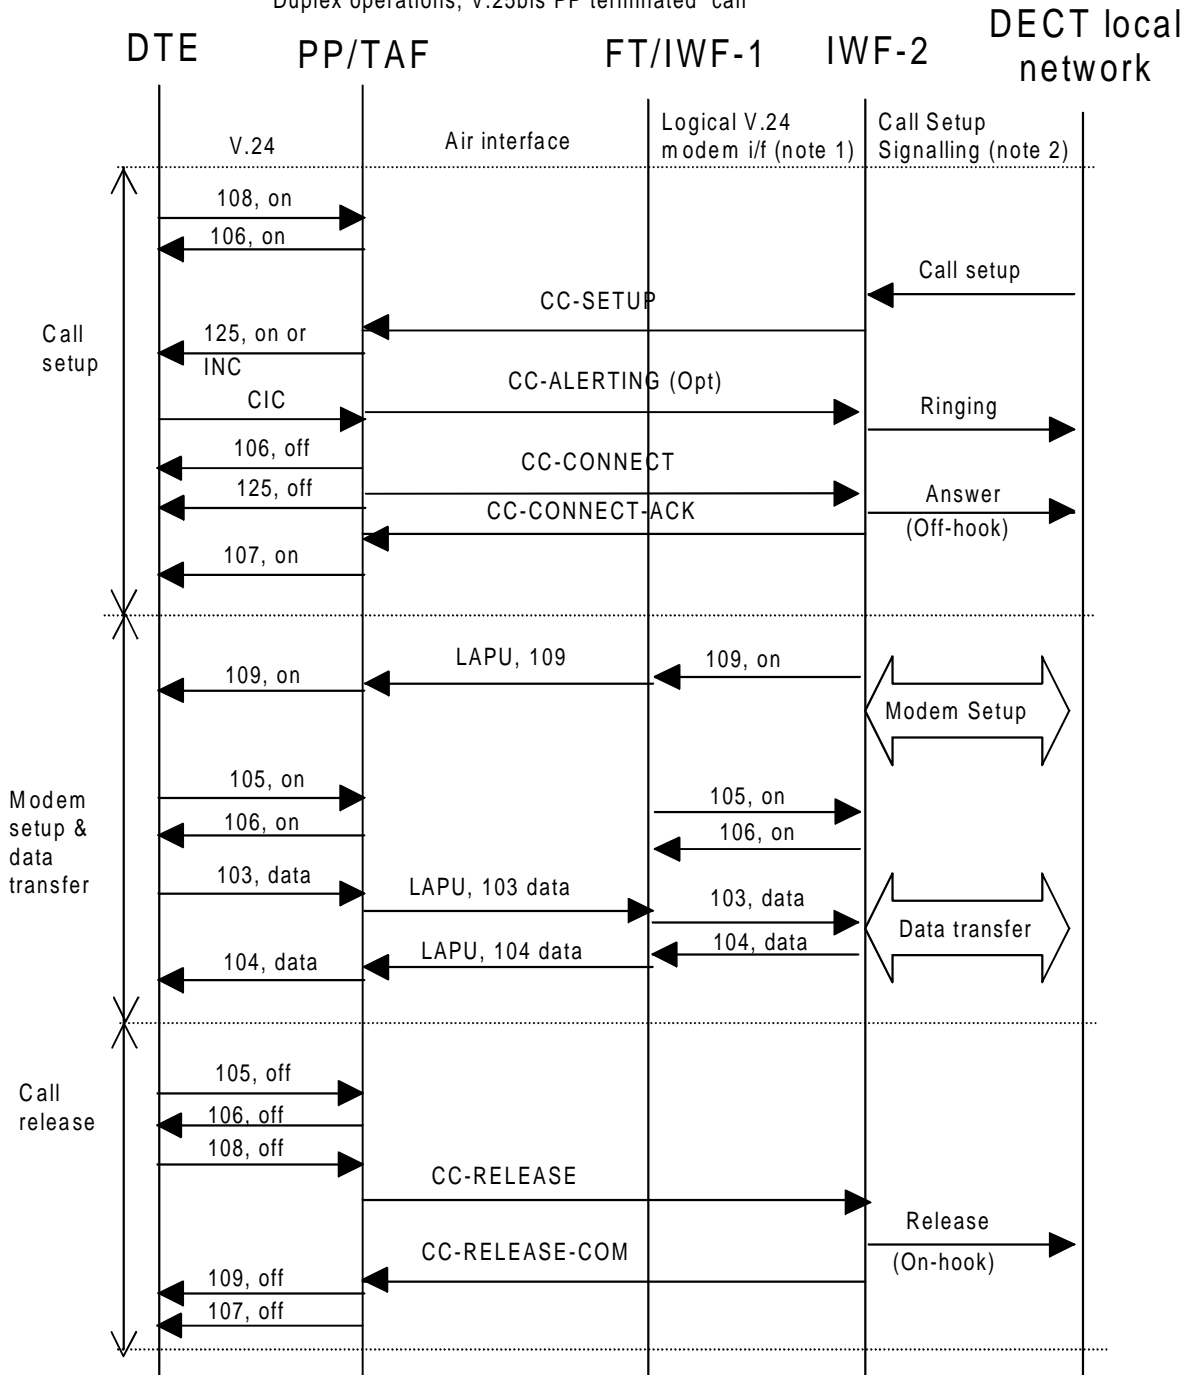 Duplex operations, V.25bis PP terminated call
DTE
PP/TAF
FT/IWF-1
IWF-2
DECT local
network
V.24
Air interface
Logical V.24
modem i/f (note 1)
Call Setup
Signalling (note 2)
108, on
106, on
Call setup
CC-SETUP
Call
setup
125, on or
INC
CC-ALERTING (Opt)
CIC
Ringing
106, off
CC-CONNECT
125, off
Answer
(Off-hook)
CC-CONNECT-ACK
107, on
LAPU, 109
109, on
109, on
Modem Setup
105, on
105, on
106, on
106, on
Modem
setup &
data
transfer
103, data
LAPU, 103 data
103, data
Data transfer
104, data
LAPU, 104 data
104, data
105, off
Call
release
106, off
108, off
CC-RELEASE
Release
(On-hook)
CC-RELEASE-COM
109, off
107, off